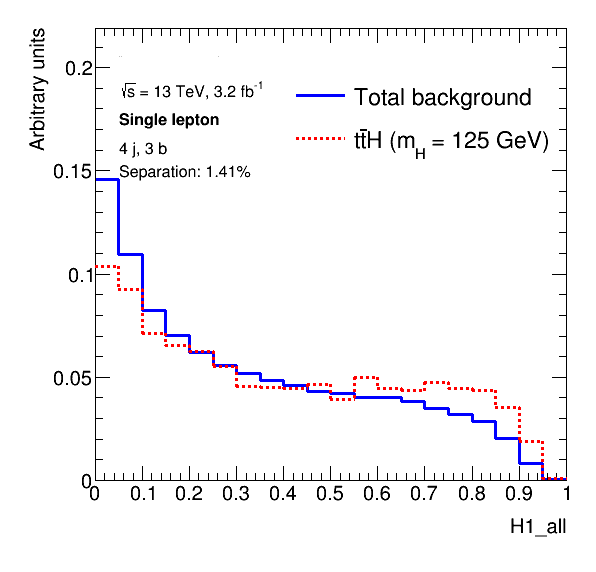 Arbitrary units
0.2
0.15
0.1
0.05
0
√s = 13 TeV, 3.2 fb⁻¹
Single lepton
4 j, 3 b
Separation: 1.41%
Total background
tt̄H (m_H = 125 GeV)
0 0.1 0.2 0.3 0.4 0.5 0.6 0.7 0.8 0.9 1
H1_all